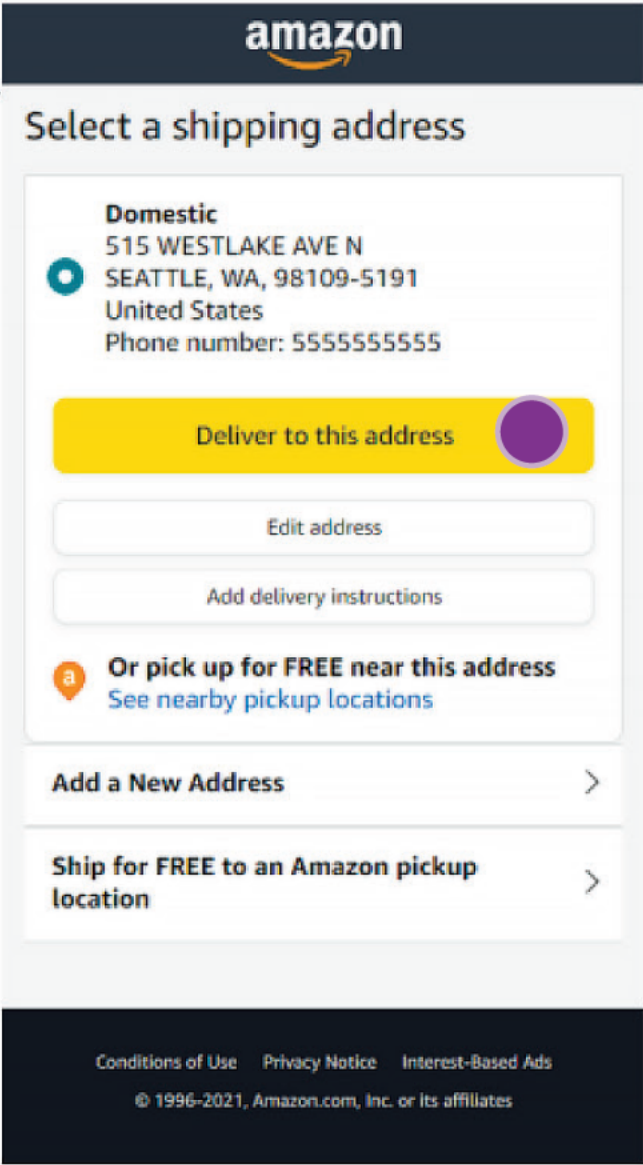 amazon
Select a shipping address
Domestic
515 WESTLAKE AVE N
SEATTLE, WA, 98109-5191
United States
Phone number: 5555555555
Deliver to this address
Edit address
Add delivery instructions
a
Or pick up for FREE near this address
See nearby pickup locations
Add a New Address
Ship for FREE to an Amazon pickup
location
Conditions of Use Privacy Notice Interest-Based Ads
© 1996-2021, Amazon.com, Inc. or its affiliates